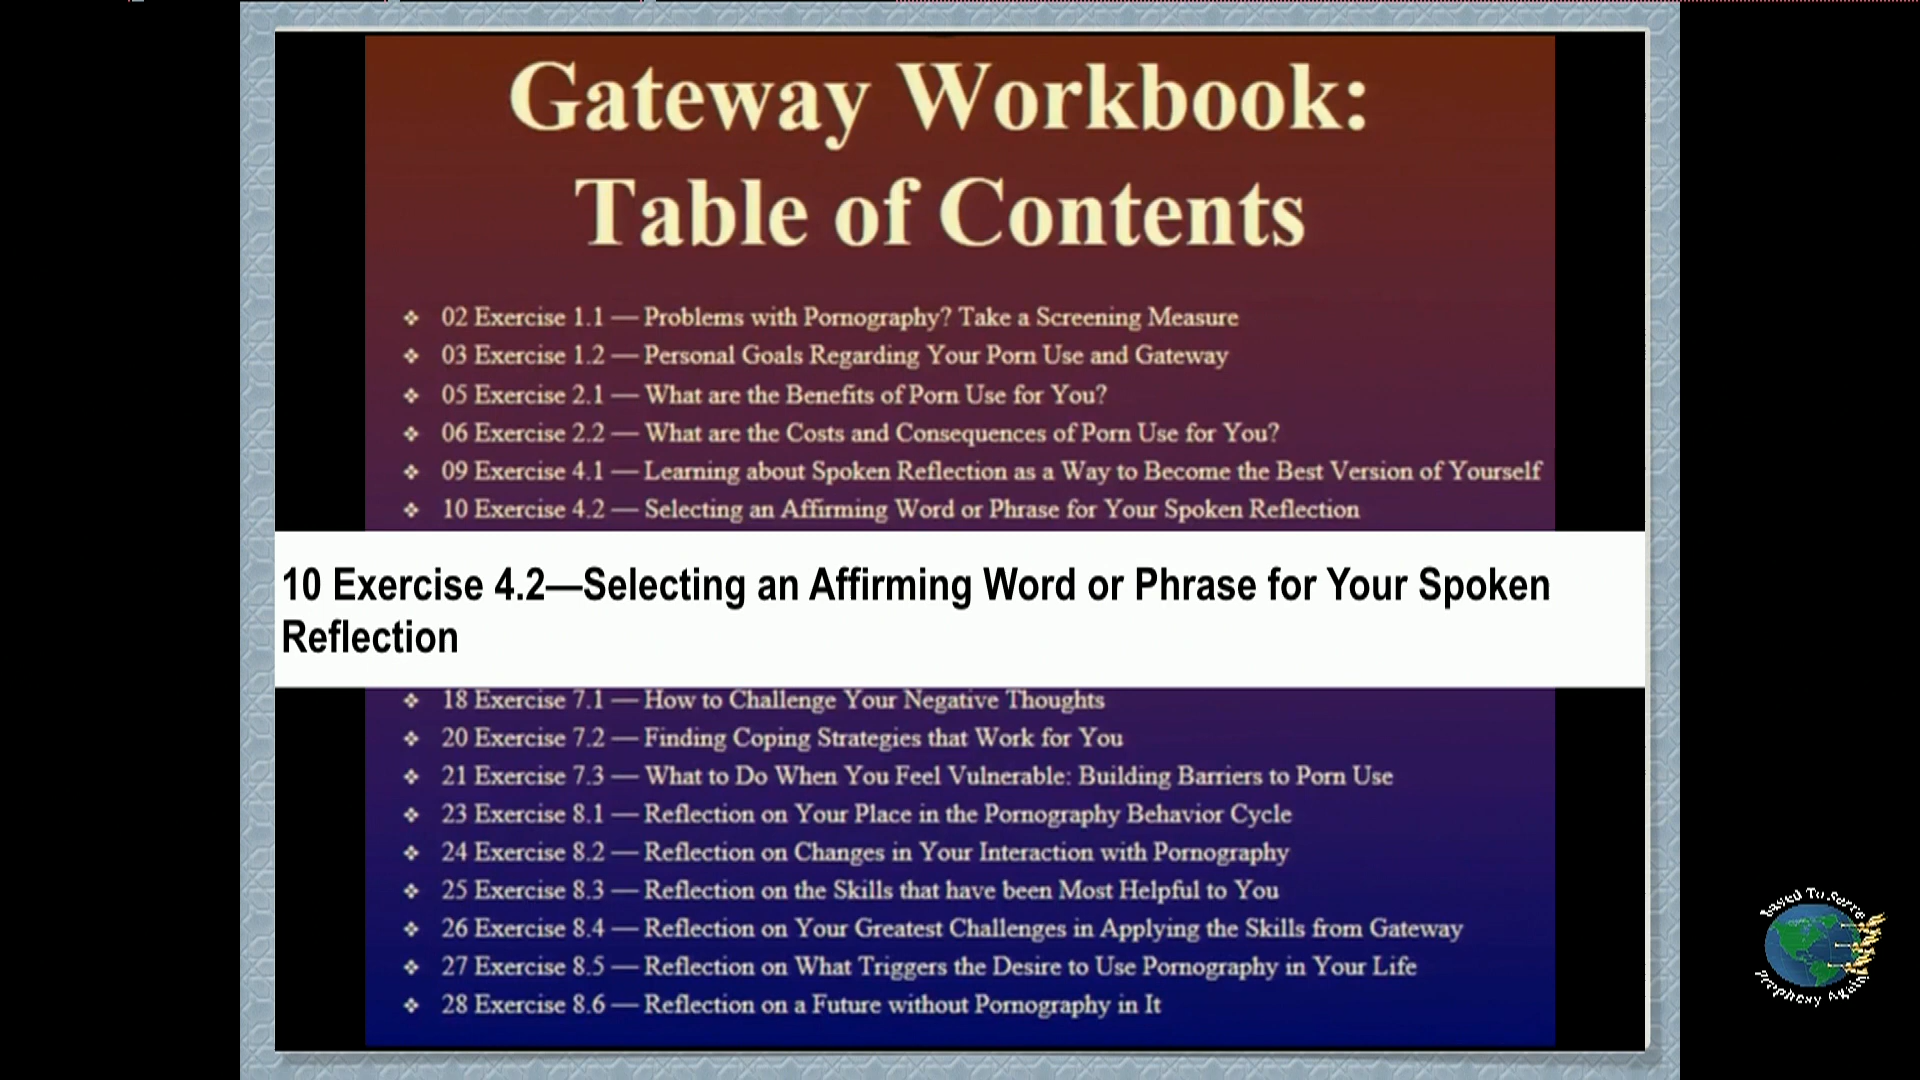 Gateway Workbook:
Table of Contents
❖ 02 Exercise 1.1 — Problems with Pornography? Take a Screening Measure
❖ 03 Exercise 1.2 — Personal Goals Regarding Your Porn Use and Gateway
❖ 05 Exercise 2.1 — What are the Benefits of Porn Use for You?
❖ 06 Exercise 2.2 — What are the Costs and Consequences of Porn Use for You?
❖ 09 Exercise 4.1 — Learning about Spoken Reflection as a Way to Become the Best Version of Yourself
❖ 10 Exercise 4.2 — Selecting an Affirming Word or Phrase for Your Spoken Reflection
10 Exercise 4.2—Selecting an Affirming Word or Phrase for Your Spoken
Reflection
❖ 18 Exercise 7.1 — How to Challenge Your Negative Thoughts
❖ 20 Exercise 7.2 — Finding Coping Strategies that Work for You
❖ 21 Exercise 7.3 — What to Do When You Feel Vulnerable: Building Barriers to Porn Use
❖ 23 Exercise 8.1 — Reflection on Your Place in the Pornography Behavior Cycle
❖ 24 Exercise 8.2 — Reflection on Changes in Your Interaction with Pornography
❖ 25 Exercise 8.3 — Reflection on the Skills that have been Most Helpful to You
❖ 26 Exercise 8.4 — Reflection on Your Greatest Challenges in Applying the Skills from Gateway
❖ 27 Exercise 8.5 — Reflection on What Triggers the Desire to Use Pornography in Your Life
❖ 28 Exercise 8.6 — Reflection on a Future without Pornography in It
To Serve
Prophecy Again